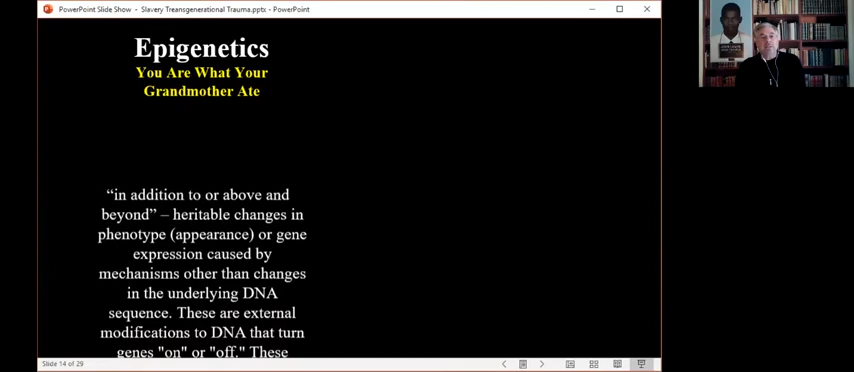 PowerPoint Slide Show - Slavery Treansgenerational Trauma.pptx - PowerPoint
Epigenetics
You Are What Your
Grandmother Ate
“in addition to or above and
beyond” – heritable changes in
phenotype (appearance) or gene
expression caused by
mechanisms other than changes
in the underlying DNA
sequence. These are external
modifications to DNA that turn
genes "on" or "off." These
Slide 14 of 29